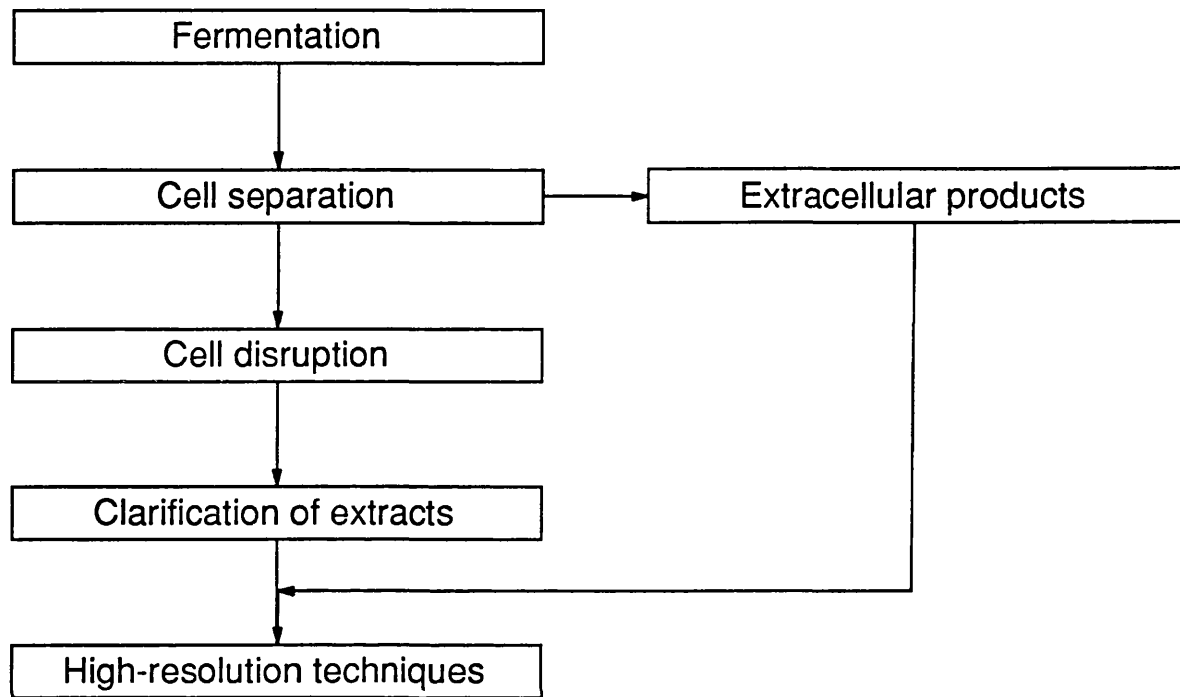 Fermentation
Cell separation
Extracellular products
Cell disruption
Clarification of extracts
High-resolution techniques